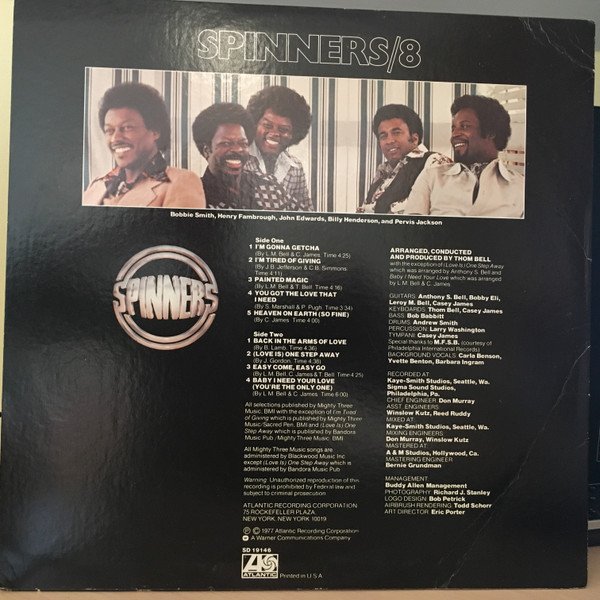 SPINNERS/8
Bobbie Smith, Henry Fambrough, John Edwards, Billy Henderson, and Pervis Jackson
SPINNERS
Side One
1 I'M GONNA GETCHA
(By L.M. Bell & C. James Time 4:25)
2 I'M TIRED OF GIVING
(By J.B. Jefferson & C.B. Simmons
Time 4:11)
3 PAINTED MAGIC
(By L.M. Bell & T. Bell Time 4:16)
4 YOU GOT THE LOVE THAT
I NEED
(By S. Marshall & P. Pugh Time 3:34)
5 HEAVEN ON EARTH (SO FINE)
(By C. James Time 4:00)
Side Two
1 BACK IN THE ARMS OF LOVE
(By B. Lamb Time 4:36)
2 (LOVE IS) ONE STEP AWAY
(By J. Gordon Time 4:38)
3 EASY COME, EASY GO
(By L.M. Bell, C. James & T. Bell Time 4:25)
4 BABY I NEED YOUR LOVE
(YOU'RE THE ONLY ONE)
(By L.M. Bell & C. James Time 6:00)
All selections published by Mighty Three
Music, BMI with the exception of I'm Tired
of Giving which is published by Mighty Three
Music/Sacred Pen, BMI and (Love Is) One
Step Away which is published by Bandora
Music Pub./Mighty Three Music BMI
All Mighty Three Music songs are
administered by Blackwood Music Inc.
except (Love Is) One Step Away which is
administered by Bandora Music Pub
Warning: Unauthorized reproduction of this
recording is prohibited by Federal law and
subject to criminal prosecution
ATLANTIC RECORDING CORPORATION
75 ROCKEFELLER PLAZA,
NEW YORK, NEW YORK 10019
℗ © 1977 Atlantic Recording Corporation
A Warner Communications Company
SD 19146
ATLANTIC
Printed in U.S.A.
ARRANGED, CONDUCTED
AND PRODUCED BY THOM BELL
with the exception of (Love Is) One Step Away
which was arranged by Anthony S. Bell and
Baby I Need Your Love which was arranged
by L.M. Bell & C. James
GUITARS: Anthony S. Bell, Bobby Eli,
Leroy M. Bell, Casey James
KEYBOARDS: Thom Bell, Casey James
BASS: Bob Babbitt
DRUMS: Andrew Smith
PERCUSSION: Larry Washington
TYMPANI: Casey James
Special thanks to M.F.S.B. (courtesy of
Philadelphia International Records)
BACKGROUND VOCALS: Carla Benson,
Yvette Benton, Barbara Ingram
RECORDED AT:
Kaye-Smith Studios, Seattle, Wa.
Sigma Sound Studios,
Philadelphia, Pa.
CHIEF ENGINEER: Don Murray
ASST. ENGINEERS:
Winslow Kutz, Reed Ruddy
MIXED AT:
Kaye-Smith Studios, Seattle, Wa.
MIXING ENGINEERS:
Don Murray, Winslow Kutz
MASTERED AT:
A & M Studios, Hollywood, Ca.
MASTERING ENGINEER:
Bernie Grundman
MANAGEMENT:
Buddy Allen Management
PHOTOGRAPHY: Richard J. Stanley
LOGO DESIGN: Bob Petrick
AIRBRUSH RENDERING: Todd Schorr
ART DIRECTOR: Eric Porter